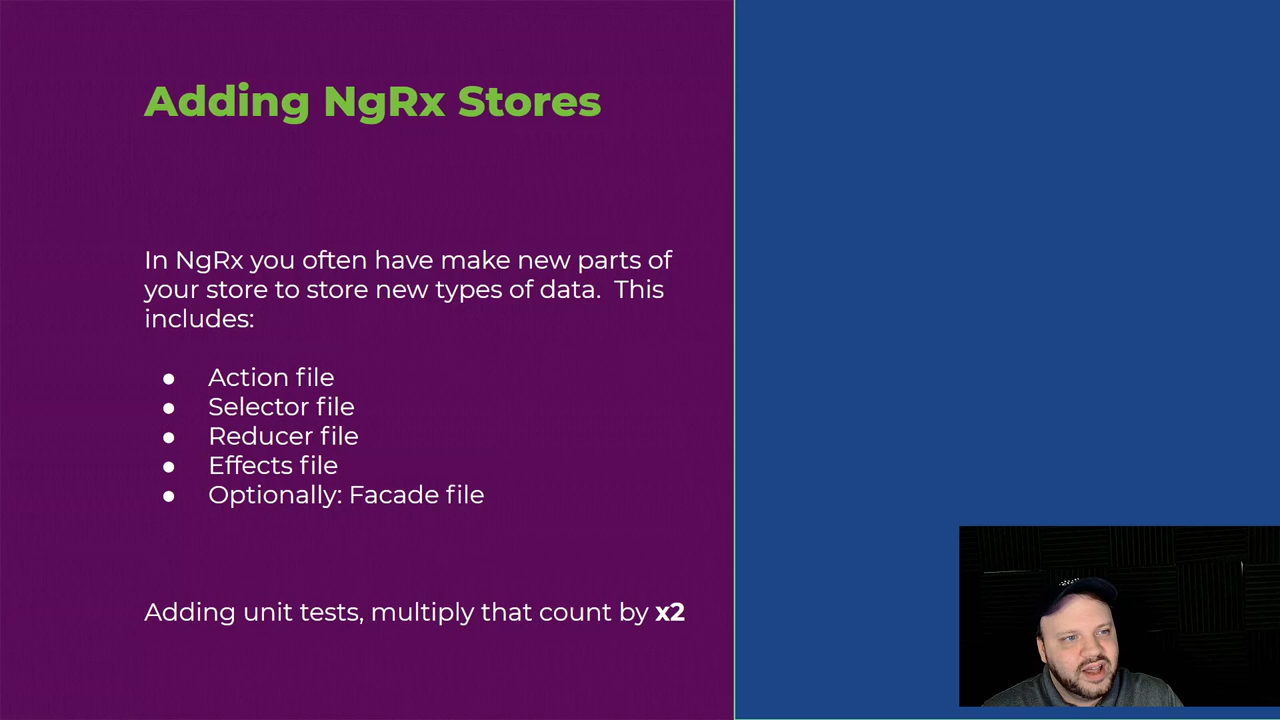 Adding NgRx Stores
In NgRx you often have make new parts of
your store to store new types of data.  This
includes:
● Action file
● Selector file
● Reducer file
● Effects file
● Optionally: Facade file
Adding unit tests, multiply that count by x2